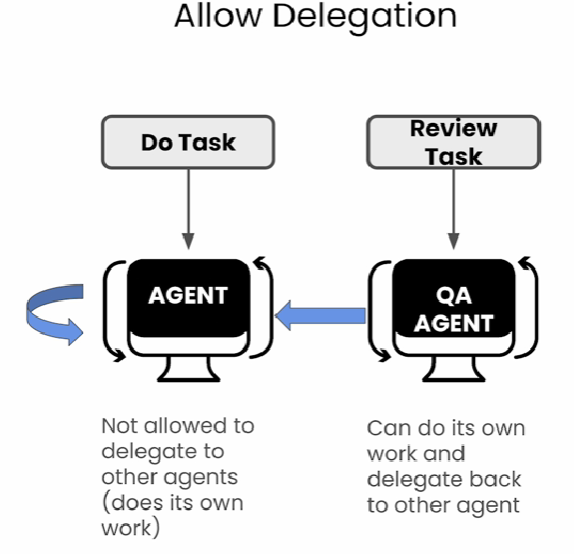 Allow Delegation
Do Task
Review
Task
AGENT
QA
AGENT
Not allowed to
delegate to
other agents
(does its own
work)
Can do its own
work and
delegate back
to other agent